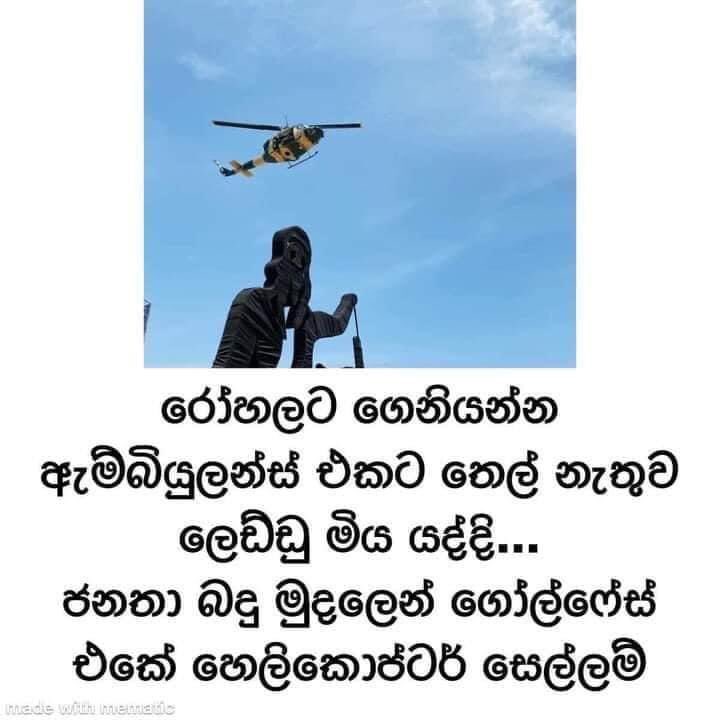 රෝහලට ගෙනියන්න
ඇම්බියුලන්ස් එකට තෙල් නැතුව
ලෙඩ්ඩු මිය යද්දි...
ජනතා බදු මුදලෙන් ගෝල්ෆේස්
එකේ හෙලිකොප්ටර් සෙල්ලම්
made with mematic